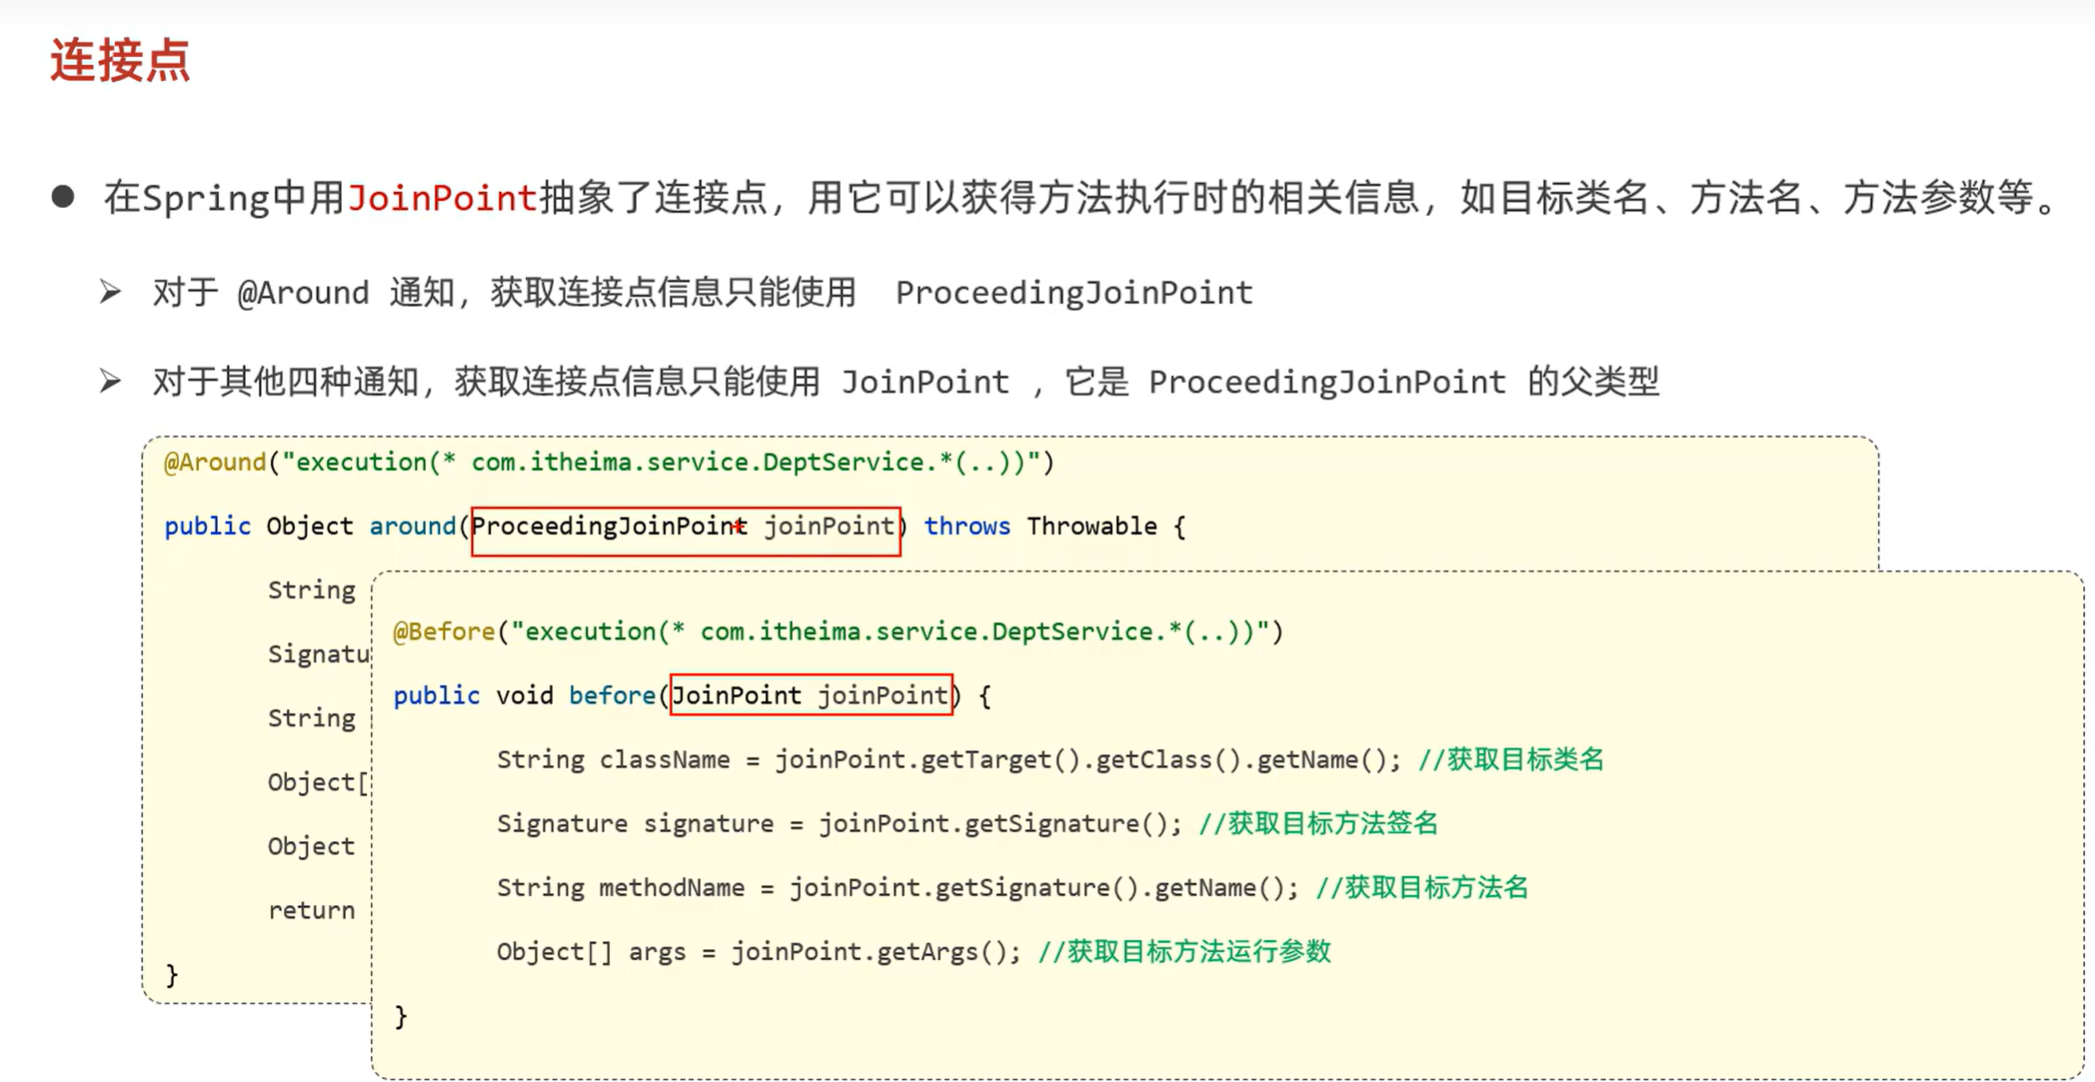 连接点
在Spring中用JoinPoint抽象了连接点，用它可以获得方法执行时的相关信息，如目标类名、方法名、方法参数等。
对于 @Around 通知，获取连接点信息只能使用 ProceedingJoinPoint
对于其他四种通知，获取连接点信息只能使用 JoinPoint ，它是 ProceedingJoinPoint 的父类型
@Around("execution(* com.itheima.service.DeptService.*(..))")
public Object around(ProceedingJoinPoint joinPoint) throws Throwable {
String
Signatu
String
Object[
Object
return
}
@Before("execution(* com.itheima.service.DeptService.*(..))")
public void before(JoinPoint joinPoint) {
String className = joinPoint.getTarget().getClass().getName(); //获取目标类名
Signature signature = joinPoint.getSignature(); //获取目标方法签名
String methodName = joinPoint.getSignature().getName(); //获取目标方法名
Object[] args = joinPoint.getArgs(); //获取目标方法运行参数
}